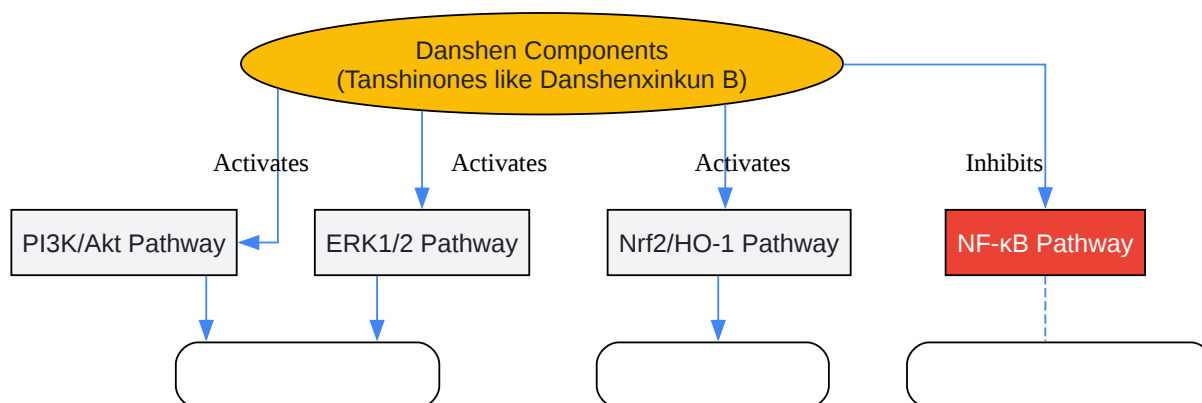 Danshen Components
(Tanshinones like Danshenxinkun B)
Activates
Activates
Activates
Inhibits
PI3K/Akt Pathway
ERK1/2 Pathway
Nrf2/HO-1 Pathway
NF-κB Pathway